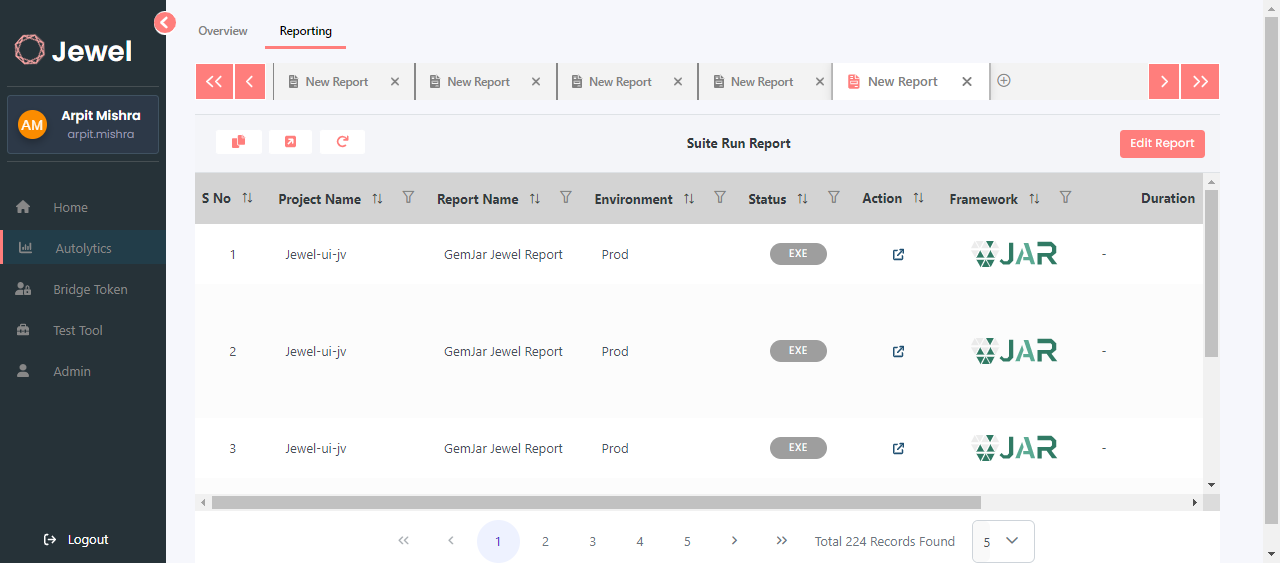 Jewel
AM
Arpit Mishra
arpit.mishra
Home
Autolytics
Bridge Token
Test Tool
Admin
Logout
Overview Reporting
New Report New Report New Report New Report New Report
Suite Run Report Edit Report
S No Project Name Report Name Environment Status Action Framework Duration
1 Jewel-ui-jv GemJar Jewel Report Prod EXE JAR -
2 Jewel-ui-jv GemJar Jewel Report Prod EXE JAR -
3 Jewel-ui-jv GemJar Jewel Report Prod EXE JAR -
1 2 3 4 5 Total 224 Records Found 5